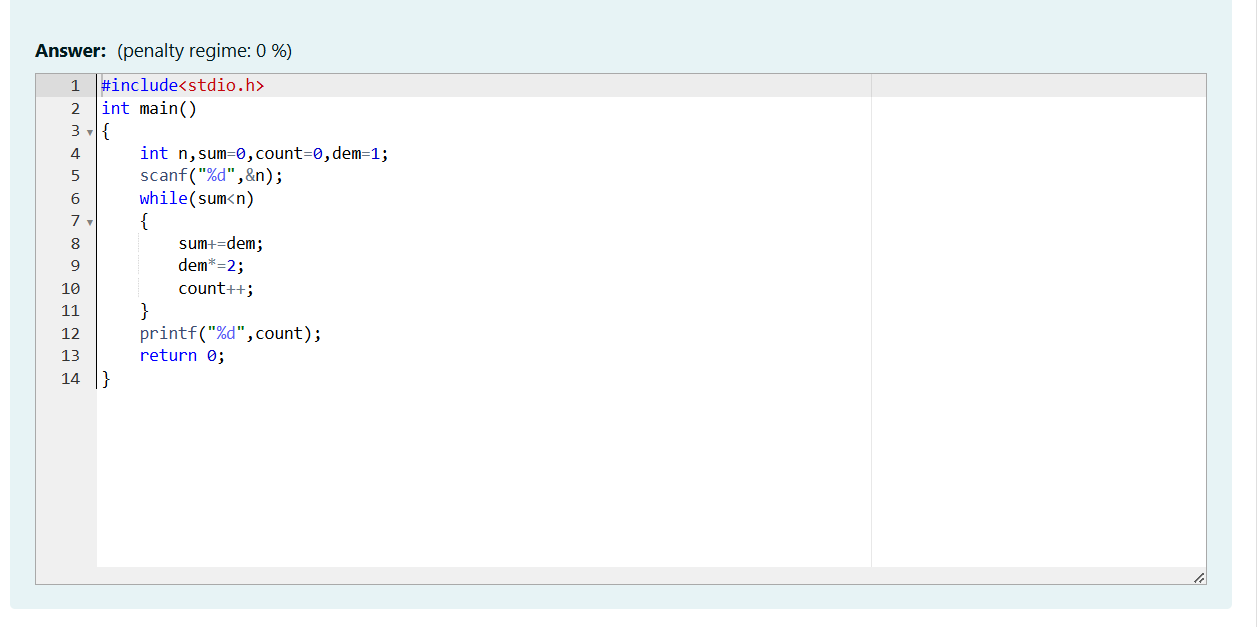 Answer: (penalty regime: 0 %)
1 #include<stdio.h>
2 int main()
3 {
4     int n,sum=0,count=0,dem=1;
5     scanf("%d",&n);
6     while(sum<n)
7     {
8         sum+=dem;
9         dem*=2;
10         count++;
11     }
12     printf("%d",count);
13     return 0;
14 }